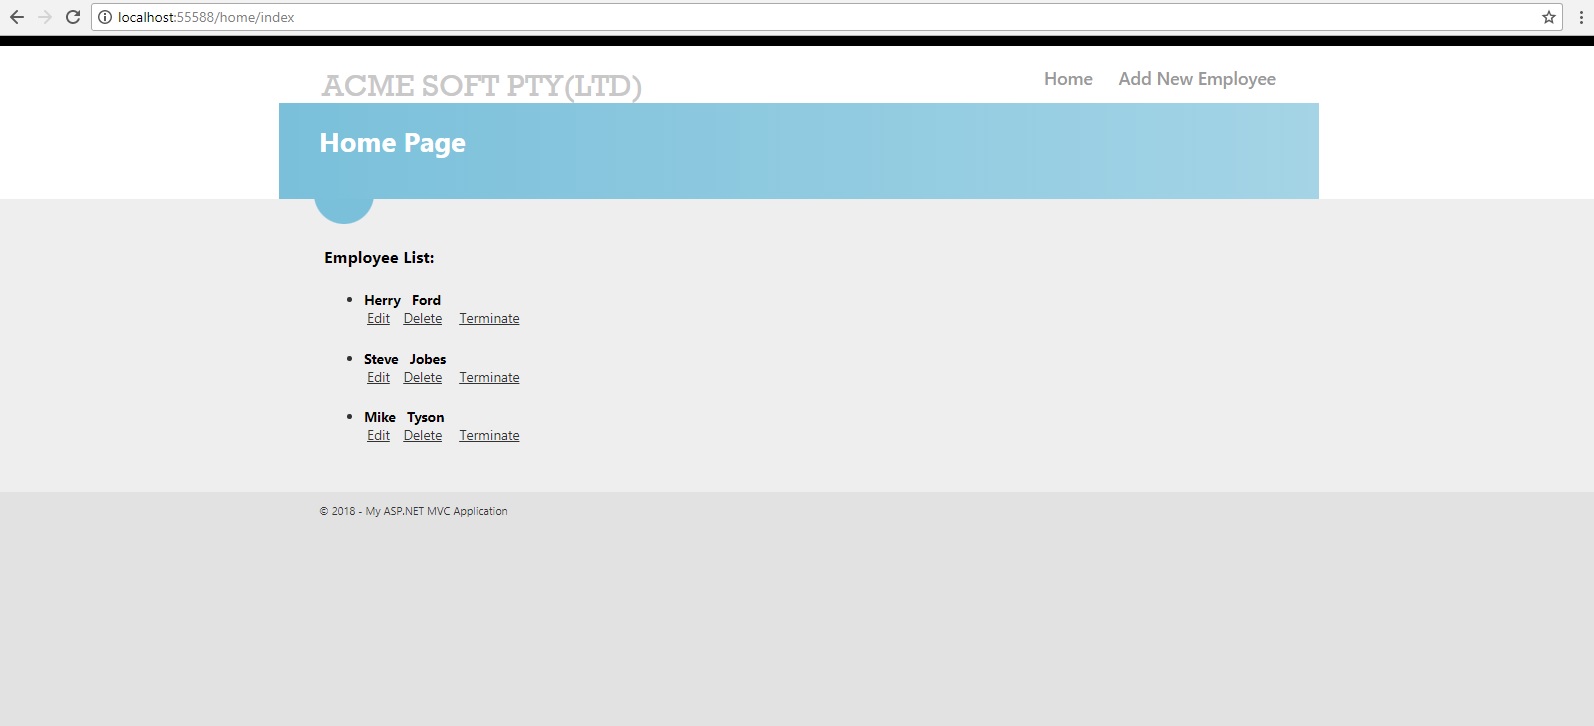 localhost:55588/home/index
ACME SOFT PTY(LTD)
Home Add New Employee
Home Page
Employee List:
Herry Ford
Edit Delete Terminate
Steve Jobes
Edit Delete Terminate
Mike Tyson
Edit Delete Terminate
© 2018 - My ASP.NET MVC Application